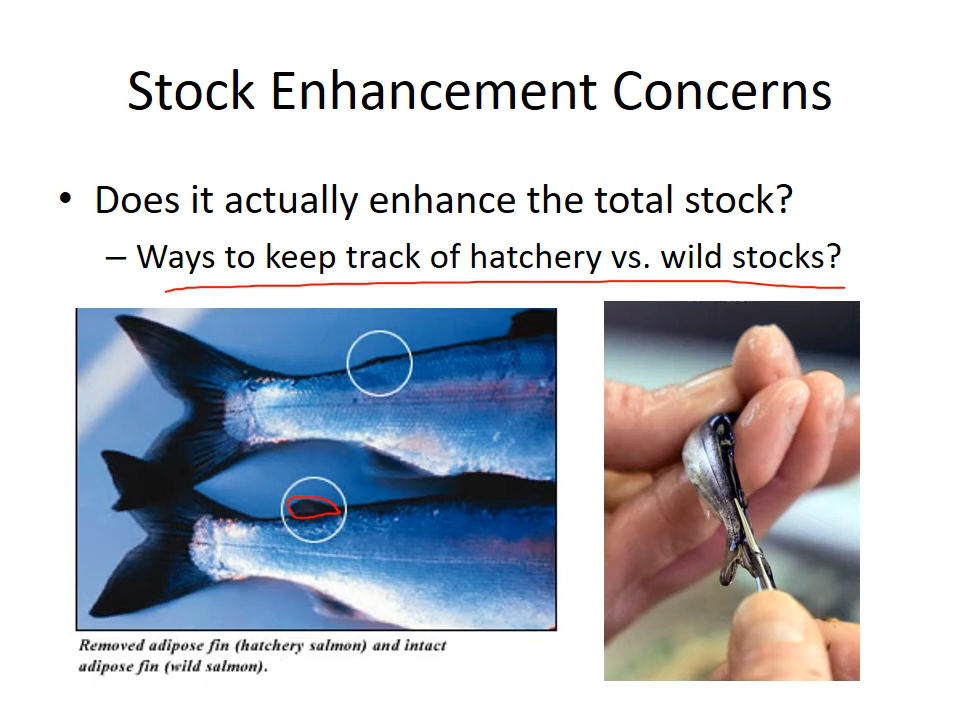 Stock Enhancement Concerns
• Does it actually enhance the total stock?
– Ways to keep track of hatchery vs. wild stocks?
Removed adipose fin (hatchery salmon) and intact
adipose fin (wild salmon).